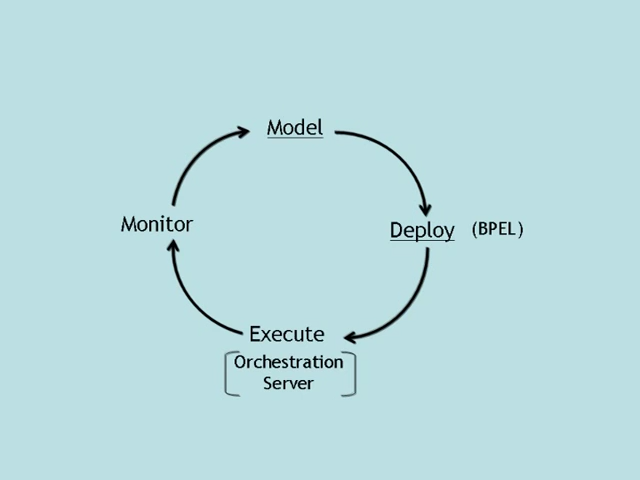 Model
Monitor
Deploy (BPEL)
Execute
Orchestration
Server